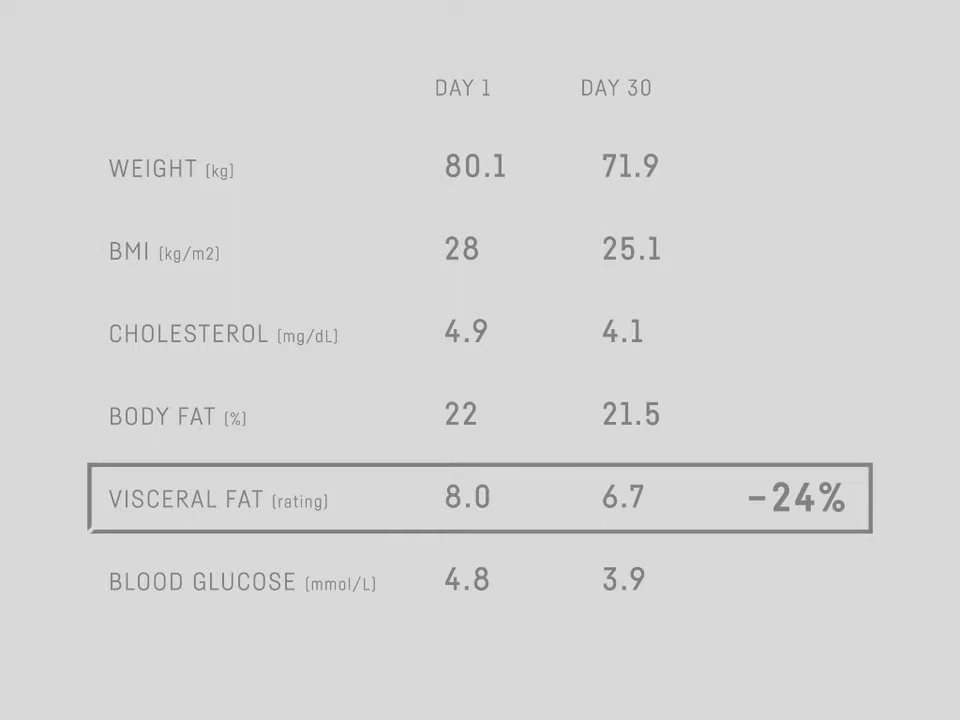 DAY 1 DAY 30
WEIGHT [kg] 80.1 71.9
BMI [kg/m2] 28 25.1
CHOLESTEROL [mg/dL] 4.9 4.1
BODY FAT [%] 22 21.5
VISCERAL FAT [rating] 8.0 6.7 -24%
BLOOD GLUCOSE [mmol/L] 4.8 3.9